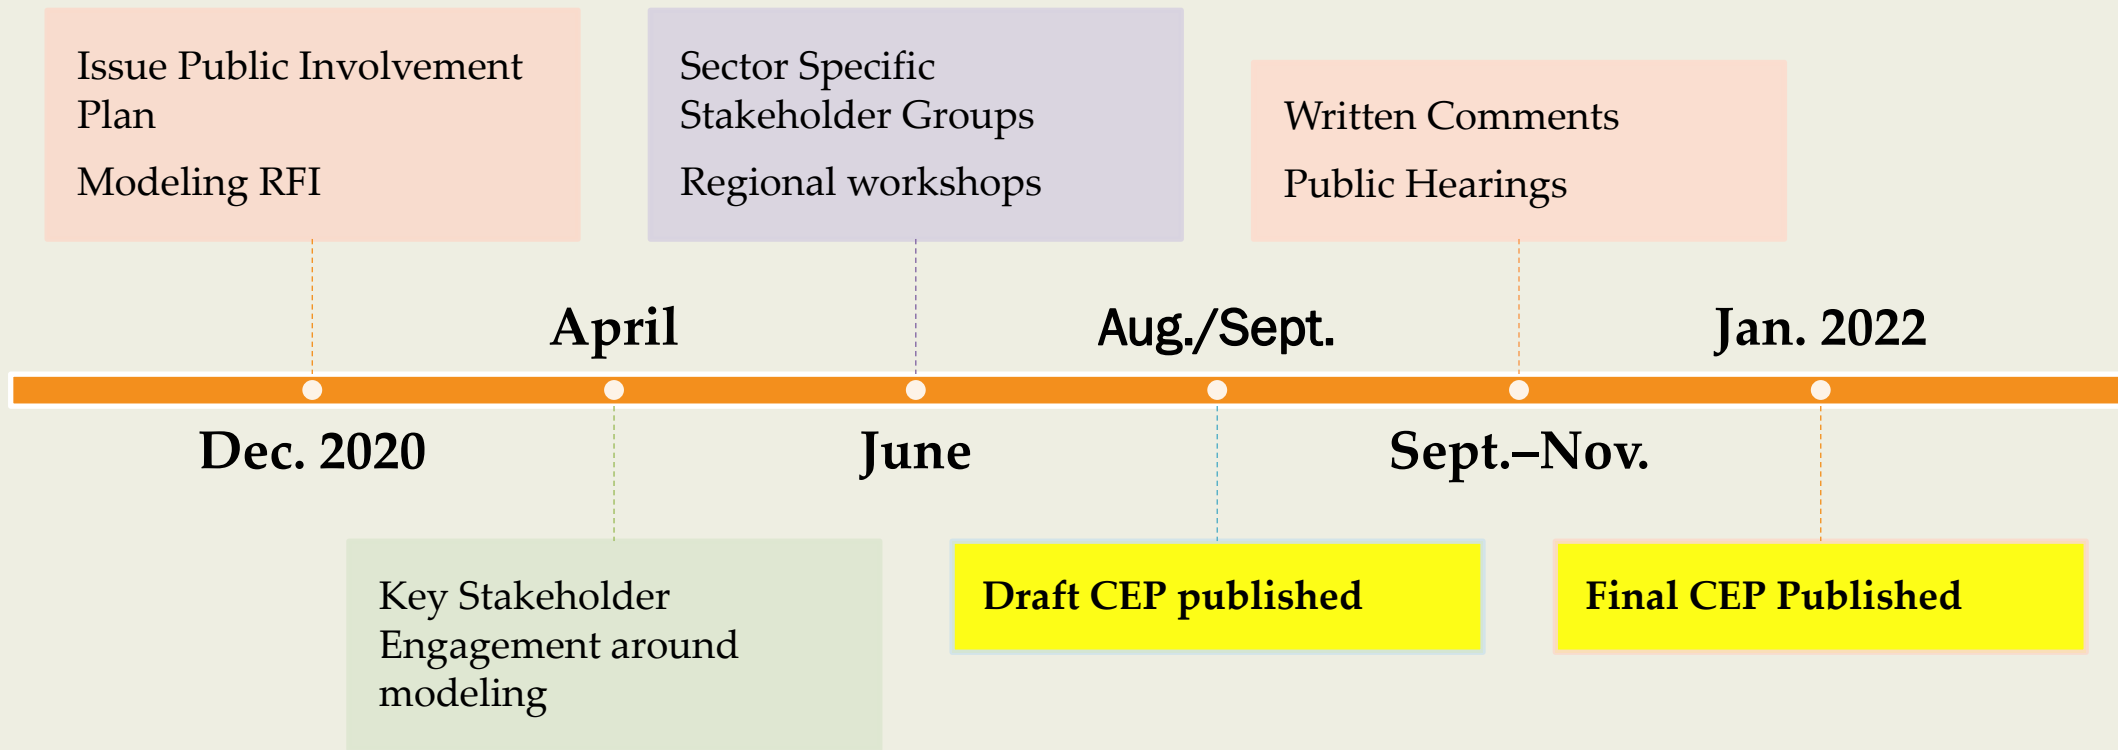 Issue Public Involvement
Plan
Modeling RFI
Sector Specific
Stakeholder Groups
Regional workshops
Written Comments
Public Hearings
April
Aug./Sept.
Jan. 2022
Dec. 2020
June
Sept.–Nov.
Key Stakeholder
Engagement around
modeling
Draft CEP published
Final CEP Published